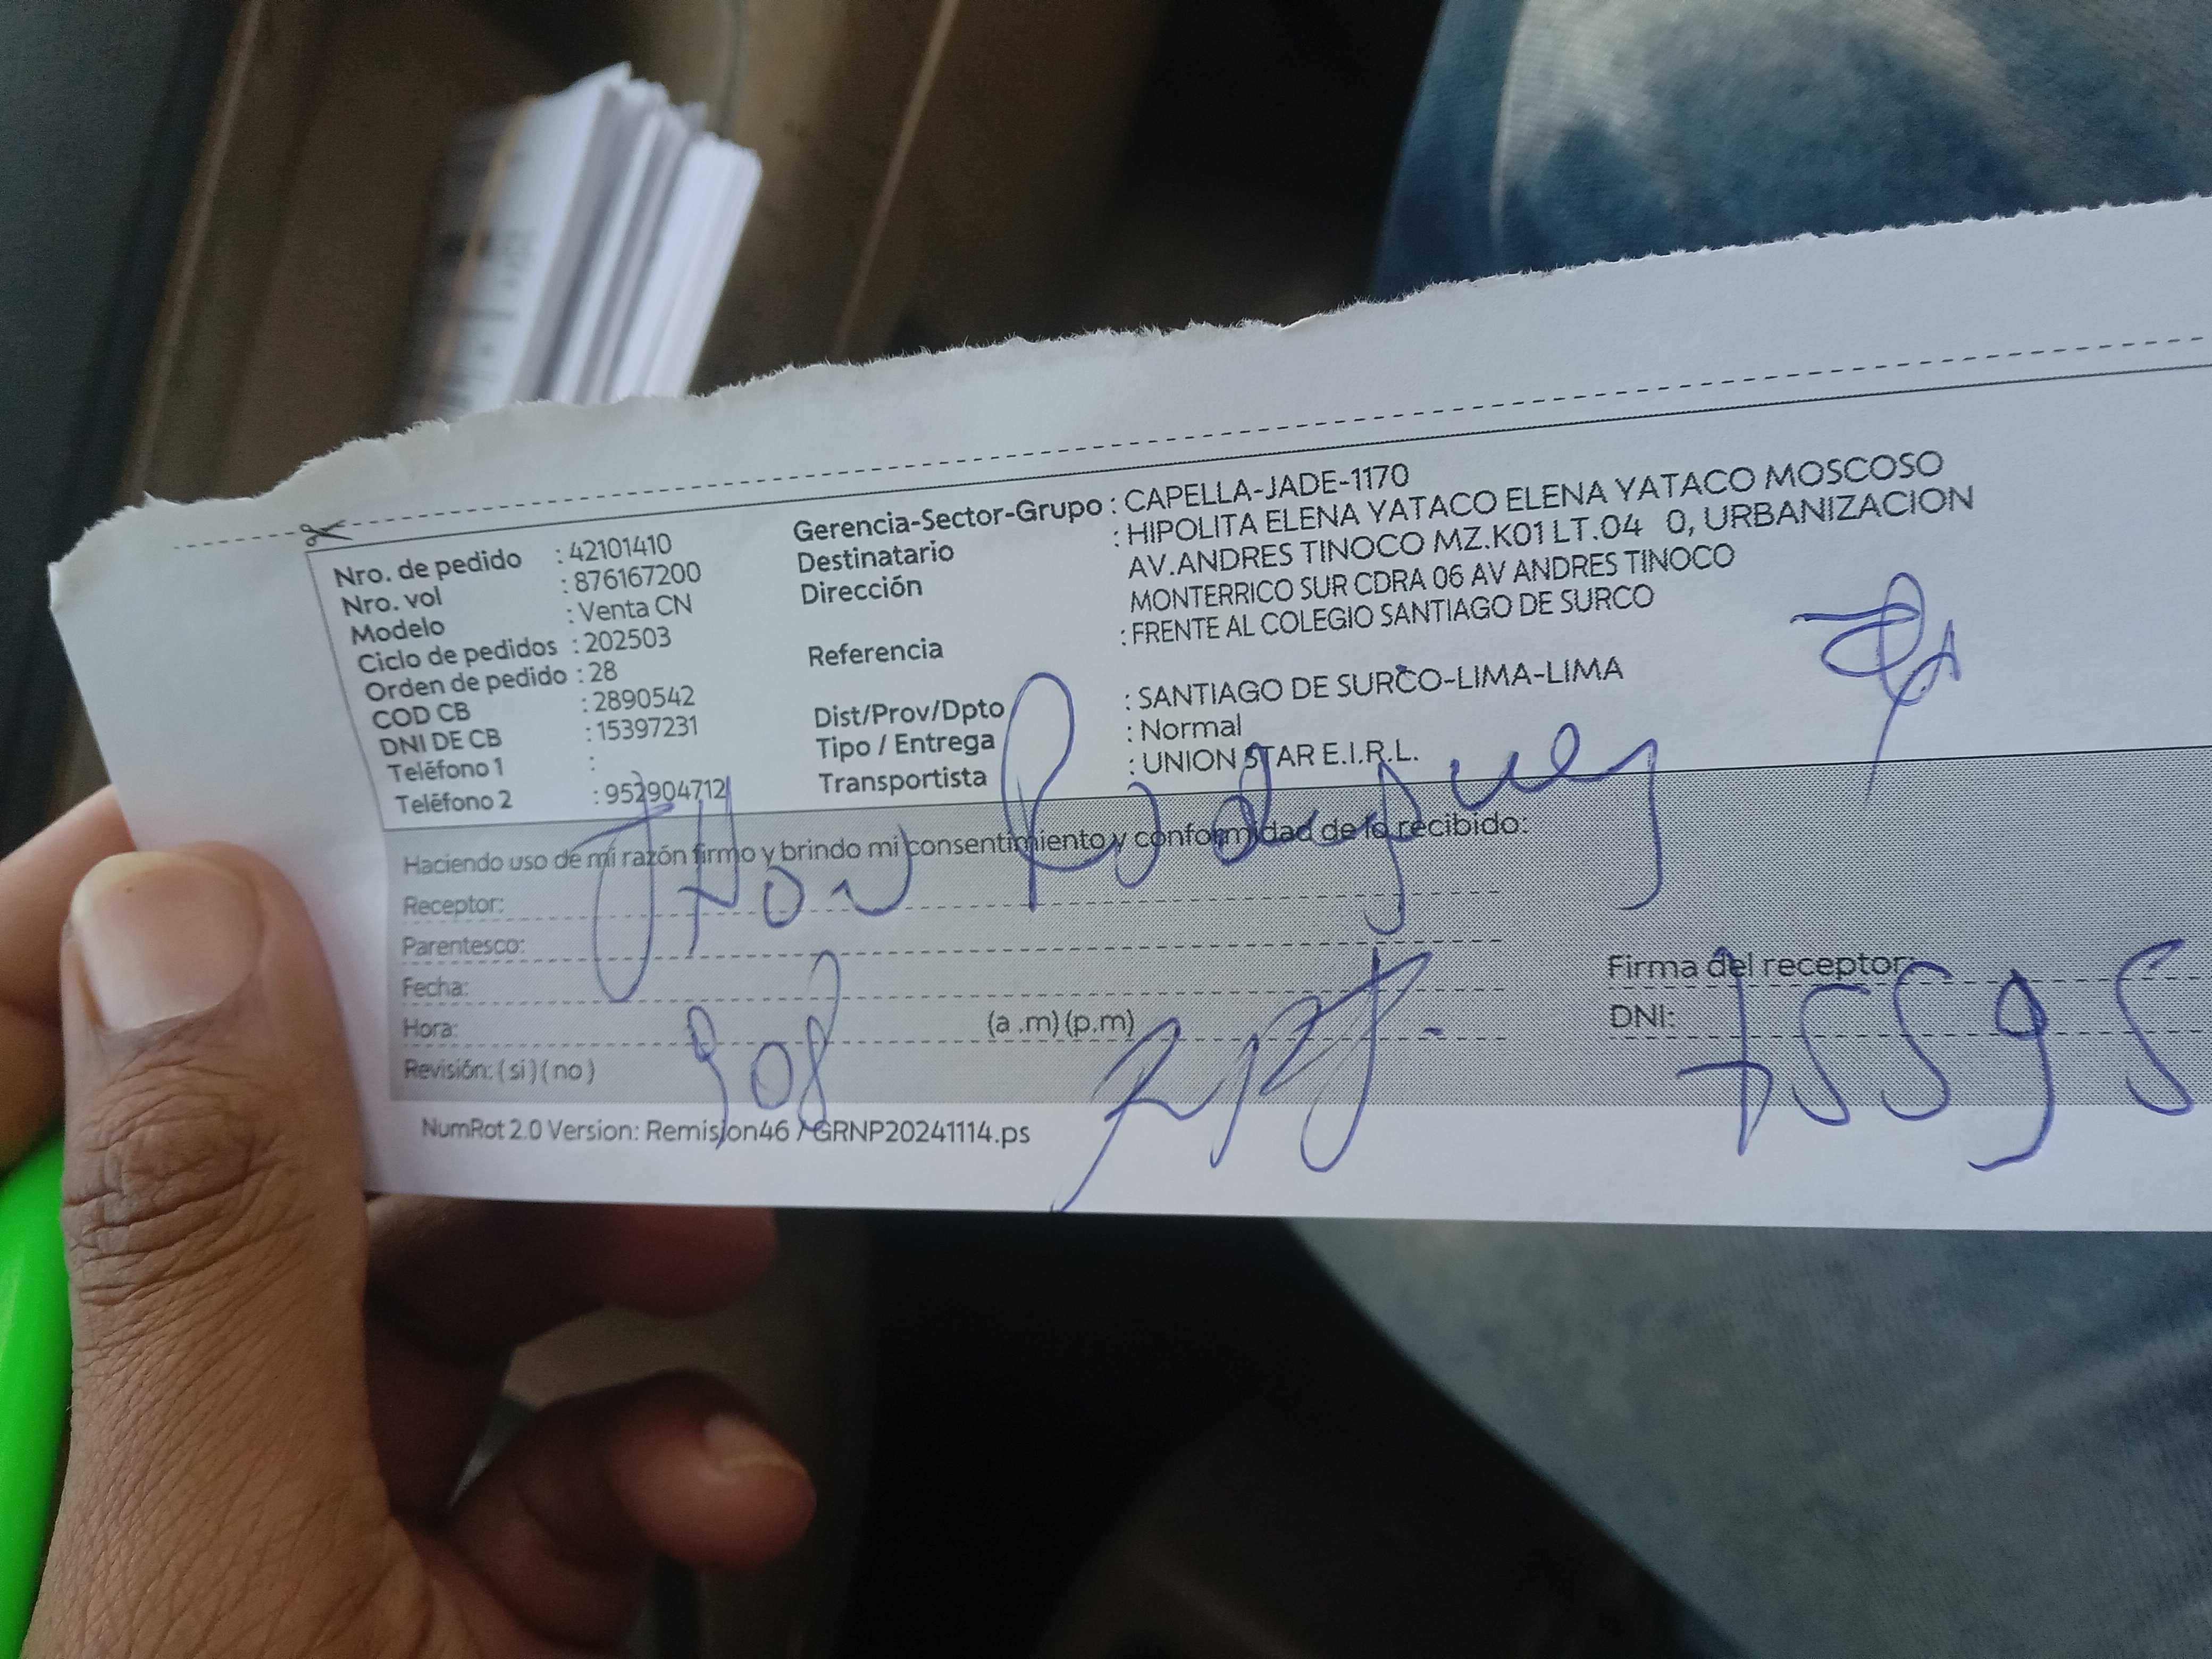 Nro. de pedido : 42101410
Nro. vol : 876167200
Modelo : Venta CN
Ciclo de pedidos : 202503
Orden de pedido : 28
COD CB : 2890542
DNI DE CB : 15397231
Teléfono 1 :
Teléfono 2 : 952904712
Gerencia-Sector-Grupo : CAPELLA-JADE-1170
Destinatario : HIPOLITA ELENA YATACO ELENA YATACO MOSCOSO
Dirección AV.ANDRES TINOCO MZ.K01 LT.04 0, URBANIZACION
MONTERRICO SUR CDRA 06 AV ANDRES TINOCO
Referencia : FRENTE AL COLEGIO SANTIAGO DE SURCO
Dist/Prov/Dpto : SANTIAGO DE SURCO-LIMA-LIMA
Tipo / Entrega : Normal
Transportista : UNION STAR E.I.R.L.
Haciendo uso de mi razón firmo y brindo mi consentimiento y conformidad de lo recibido:
JHon Rodriguez
Receptor:
Parentesco:
Fecha:
Hora: (a .m) (p.m)
Revisión: ( si ) ( no )
908
Firma del receptor:
DNI: 75595
NumRot 2.0 Version: Remision46 / GRNP20241114.ps